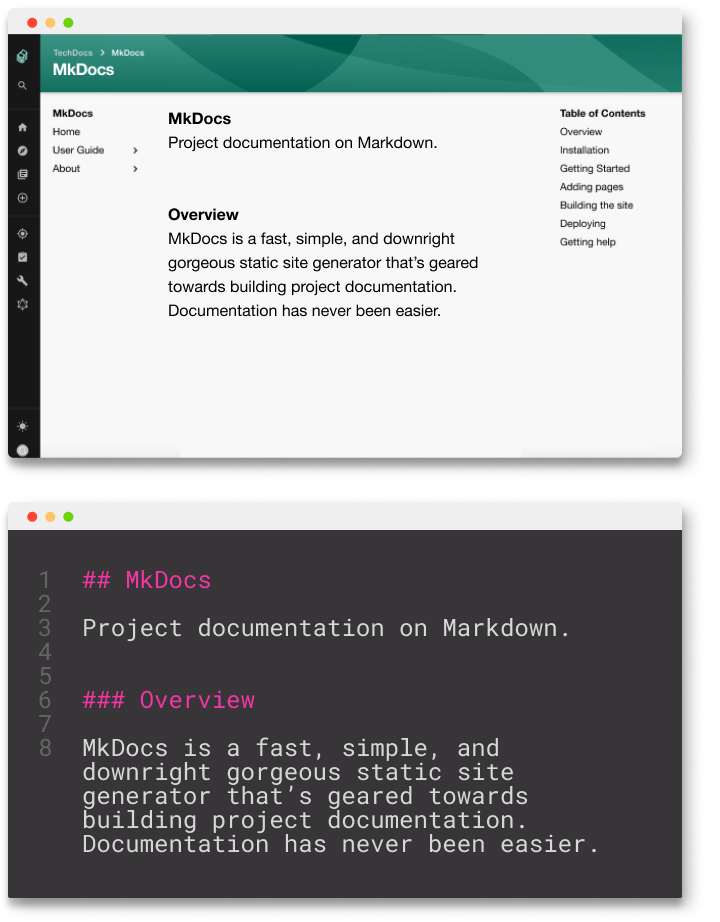 TechDocs > MkDocs
MkDocs
MkDocs
Home
User Guide >
About >
MkDocs
Project documentation on Markdown.
Overview
MkDocs is a fast, simple, and downright
gorgeous static site generator that’s geared
towards building project documentation.
Documentation has never been easier.
Table of Contents
Overview
Installation
Getting Started
Adding pages
Building the site
Deploying
Getting help
1 ## MkDocs
2
3 Project documentation on Markdown.
4
5
6 ### Overview
7
8 MkDocs is a fast, simple, and
downright gorgeous static site
generator that’s geared towards
building project documentation.
Documentation has never been easier.